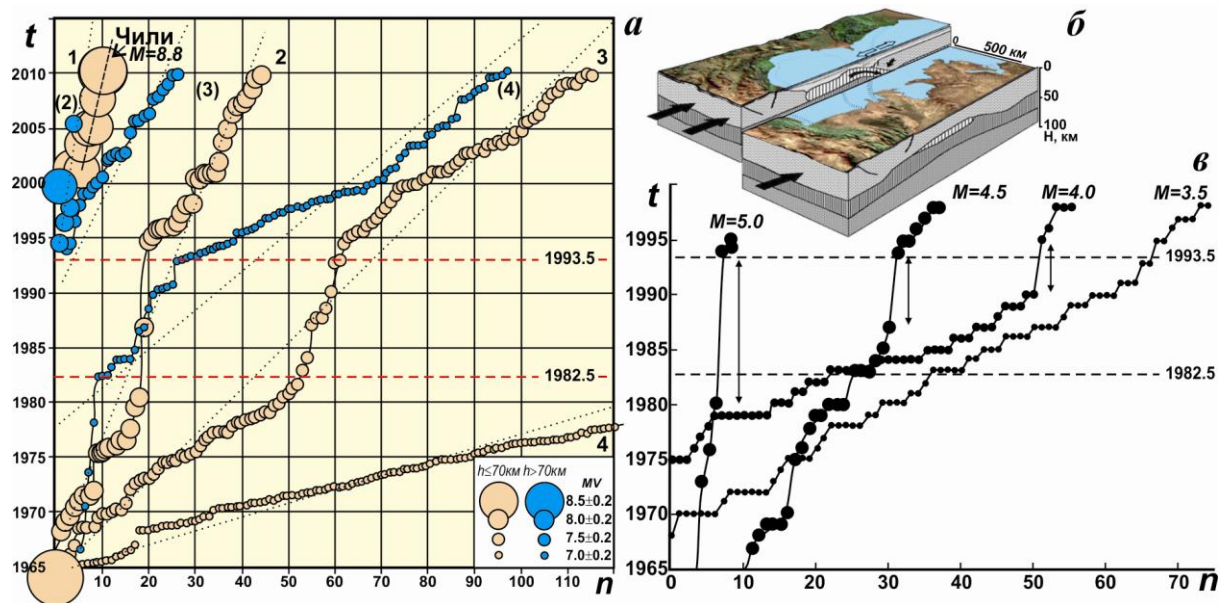 t
Чили
M=8.8
1
2
3
(2)
(3)
(4)
4
2010
2005
2000
1995
1990
1985
1980
1975
1970
1965
1993.5
1982.5
h≤70км h>70км
MV
8.5±0.2
8.0±0.2
7.5±0.2
7.0±0.2
10 20 30 40 50 60 70 80 90 100 110 n
а
б
0
500 км
0
50
100
H, км
в
t
M=5.0
M=4.5
M=4.0
M=3.5
1995
1990
1985
1980
1975
1970
1965
1993.5
1982.5
0 10 20 30 40 50 60 70 n